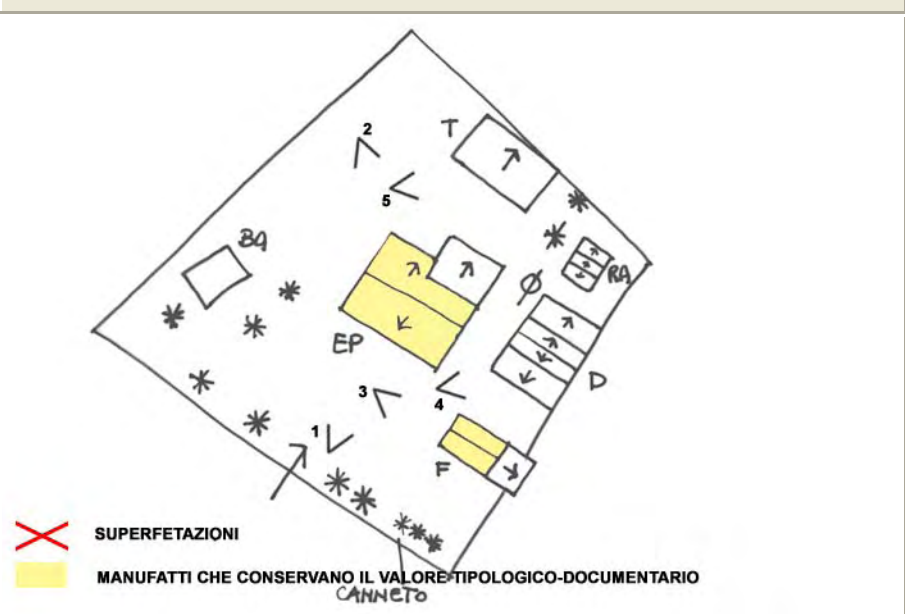 2
T
5
BA
RA
EP
D
3
4
1
F
SUPERFETAZIONI
MANUFATTI CHE CONSERVANO IL VALORE TIPOLOGICO-DOCUMENTARIO
CANNETO